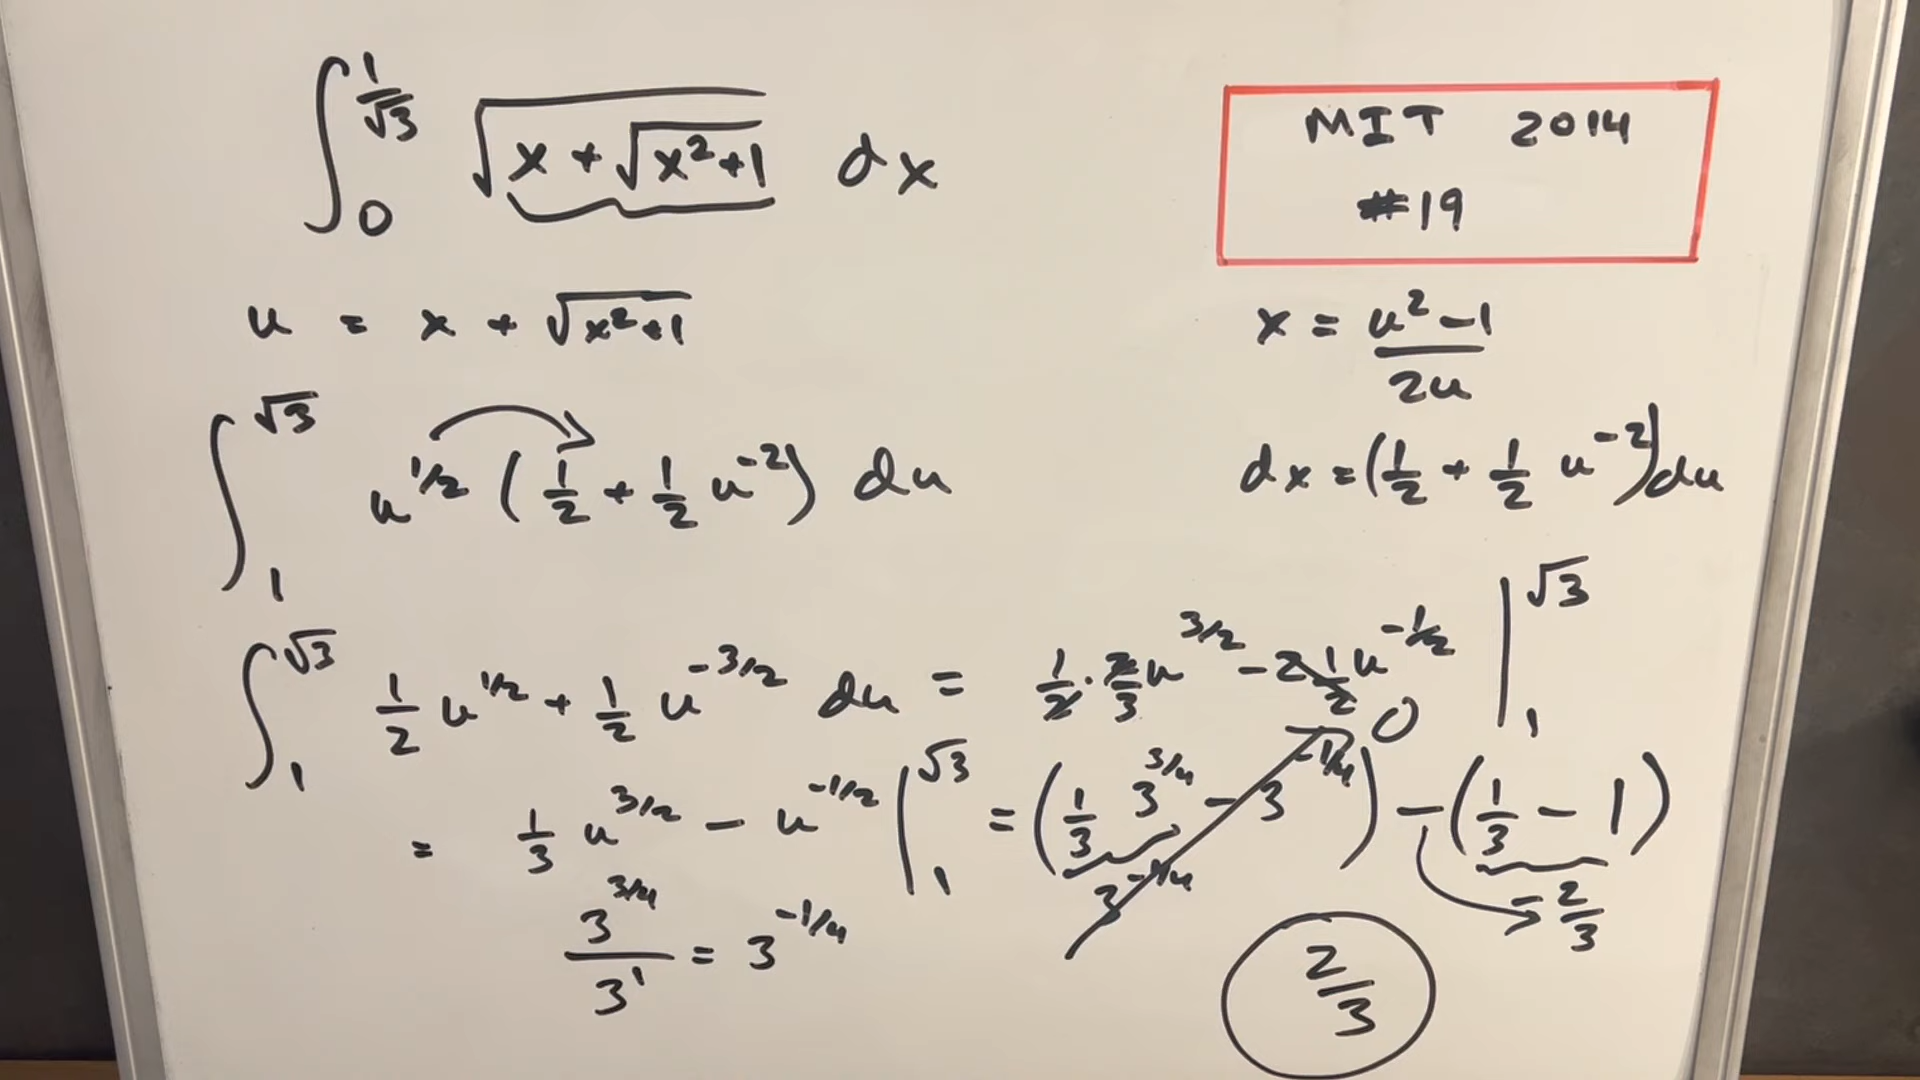 ∫₀^{1/√3} √(x + √(x²+1)) dx
MIT 2014
#19
u = x + √(x²+1)
x = (u²-1)/(2u)
∫₁^{√3} u^{1/2} (1/2 + 1/2 u^{-2}) du
dx = (1/2 + 1/2 u^{-2}) du
∫₁^{√3} 1/2 u^{1/2} + 1/2 u^{-3/2} du = 1/2 · 2/3 u^{3/2} - 2 1/2 u^{-1/2} |₁^{√3}
= 1/3 u^{3/2} - u^{-1/2} |₁^{√3} = (1/3 3^{3/4} - 3^{-1/4}) - (1/3 - 1)
0
3^{-1/4}
-2/3
3^{3/4}/3¹ = 3^{-1/4}
2/3